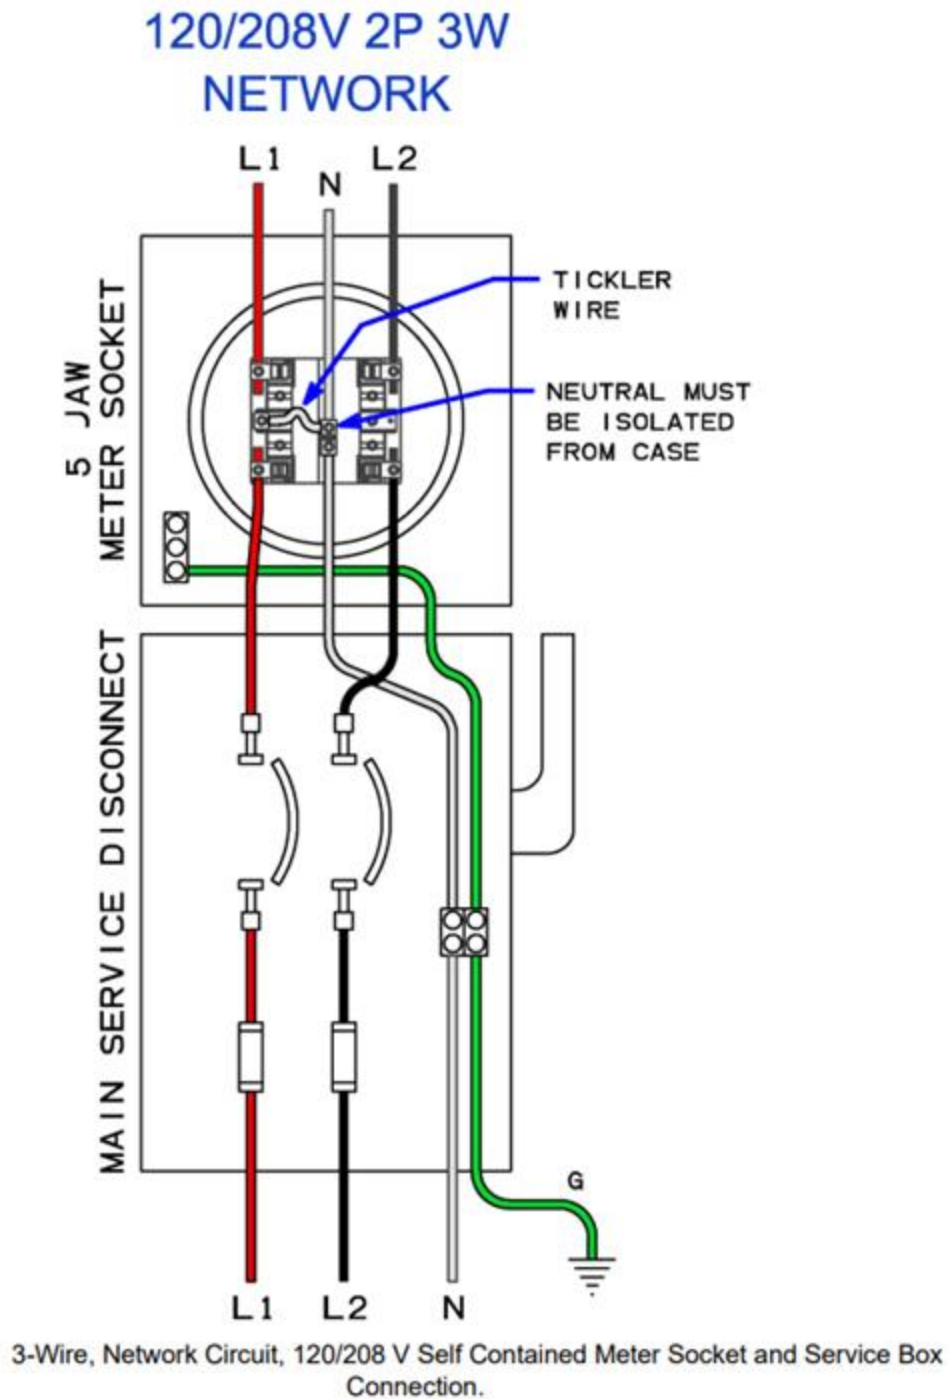 120/208V 2P 3W
NETWORK
L1
N
L2
5 JAW
METER SOCKET
TICKLER
WIRE
NEUTRAL MUST
BE ISOLATED
FROM CASE
MAIN SERVICE DISCONNECT
G
L1
L2
N
3-Wire, Network Circuit, 120/208 V Self Contained Meter Socket and Service Box
Connection.